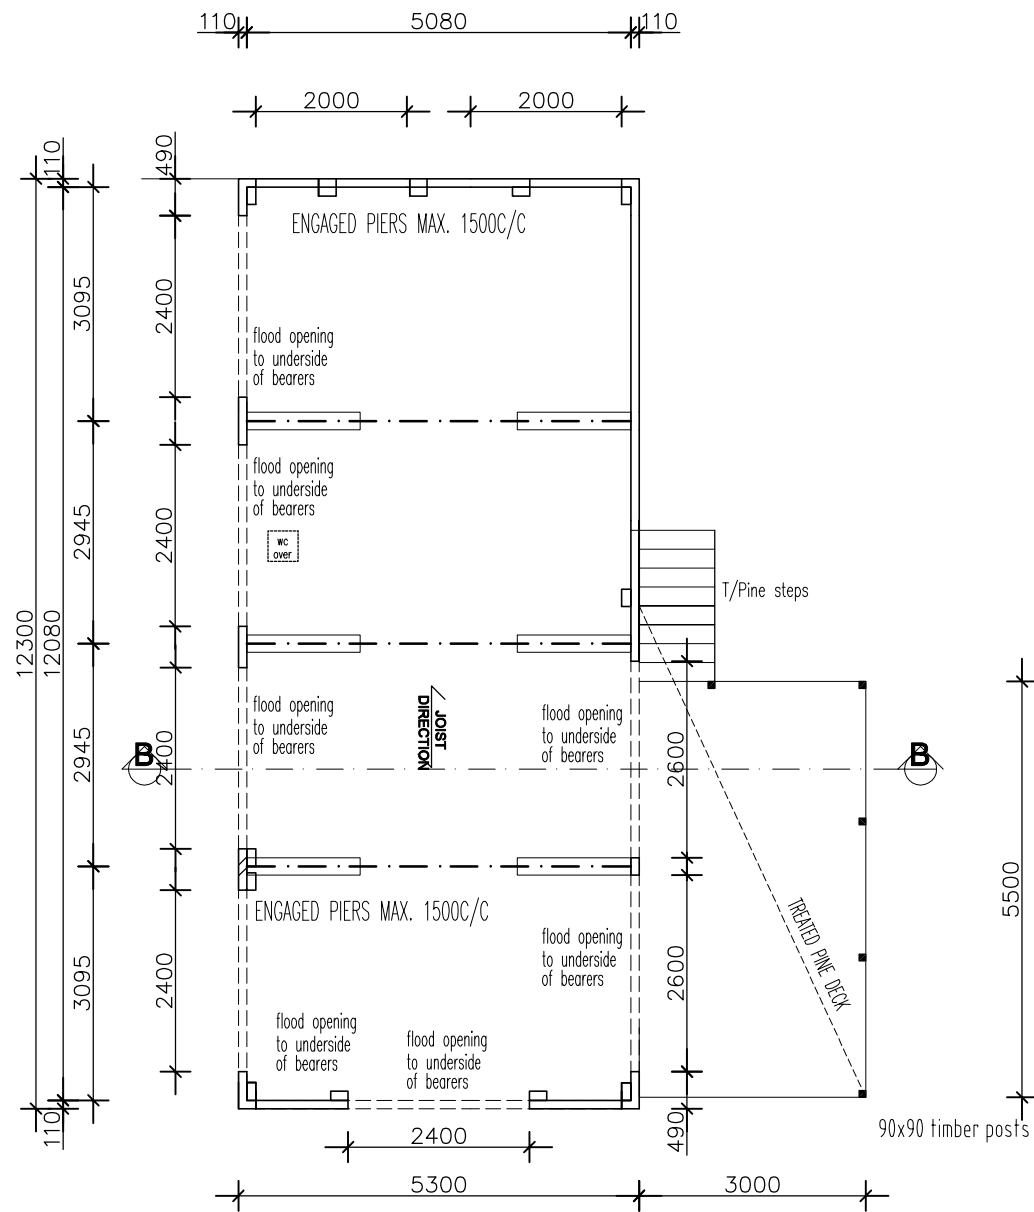 110
5080
110
2000
2000
490
110
ENGAGED PIERS MAX. 1500C/C
3095
2400
flood opening
to underside
of bearers
flood opening
to underside
of bearers
2945
2400
wc
over
T/Pine steps
12300
12080
flood opening
to underside
of bearers
JOIST
DIRECTION
flood opening
to underside
of bearers
2945
2400
2600
B
B
5500
ENGAGED PIERS MAX. 1500C/C
TREATED PINE DECK
flood opening
to underside
of bearers
3095
2400
2600
flood opening
to underside
of bearers
flood opening
to underside
of bearers
110
490
90x90 timber posts
2400
5300
3000